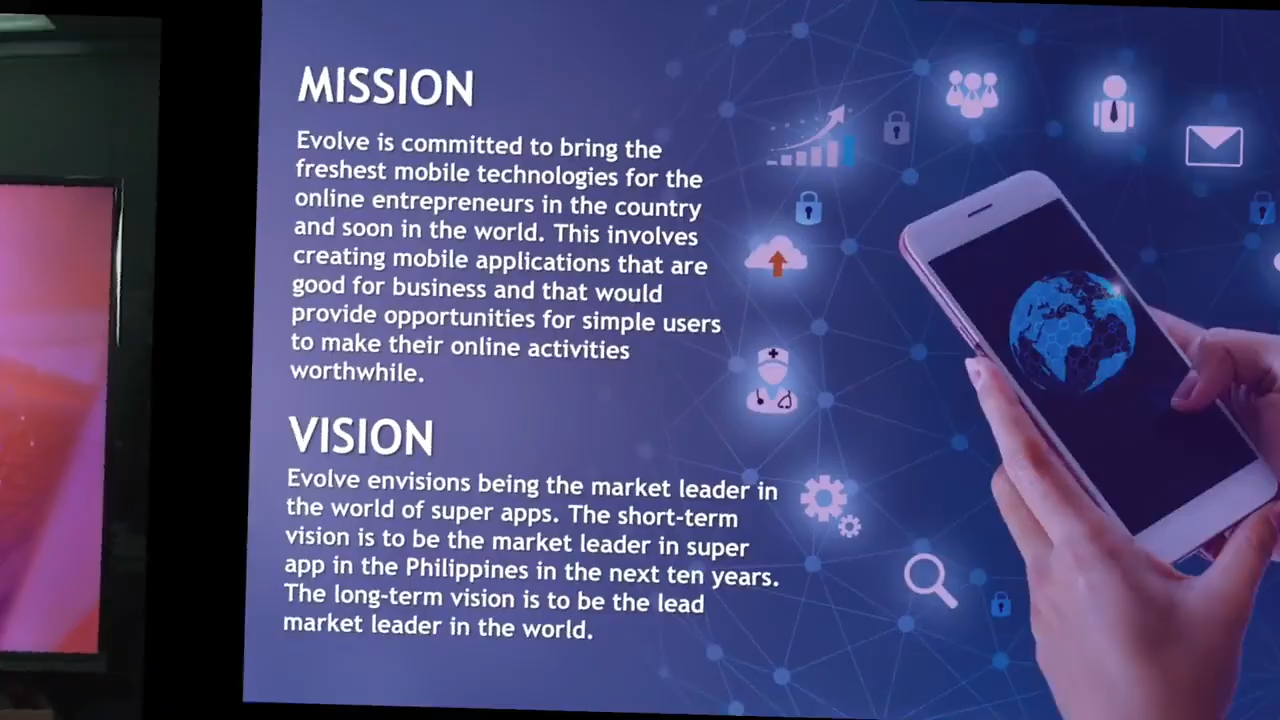 MISSION
Evolve is committed to bring the
freshest mobile technologies for the
online entrepreneurs in the country
and soon in the world. This involves
creating mobile applications that are
good for business and that would
provide opportunities for simple users
to make their online activities
worthwhile.
VISION
Evolve envisions being the market leader in
the world of super apps. The short-term
vision is to be the market leader in super
app in the Philippines in the next ten years.
The long-term vision is to be the lead
market leader in the world.